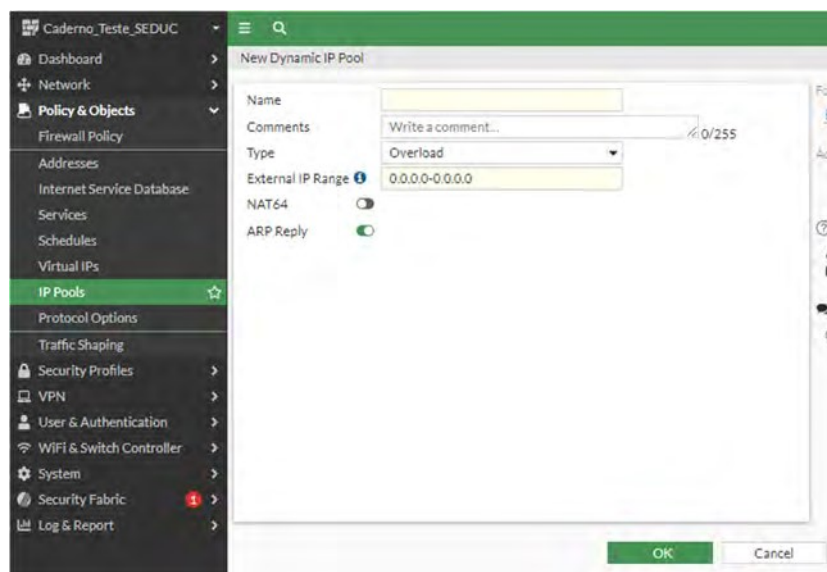 Caderno_Teste_SEDUC
Dashboard
Network
Policy & Objects
Firewall Policy
Addresses
Internet Service Database
Services
Schedules
Virtual IPs
IP Pools
Protocol Options
Traffic Shaping
Security Profiles
VPN
User & Authentication
WiFi & Switch Controller
System
Security Fabric 1
Log & Report
New Dynamic IP Pool
Name
Comments Write a comment... 0/255
Type Overload
External IP Range 0.0.0.0-0.0.0.0
NAT64
ARP Reply
OK Cancel